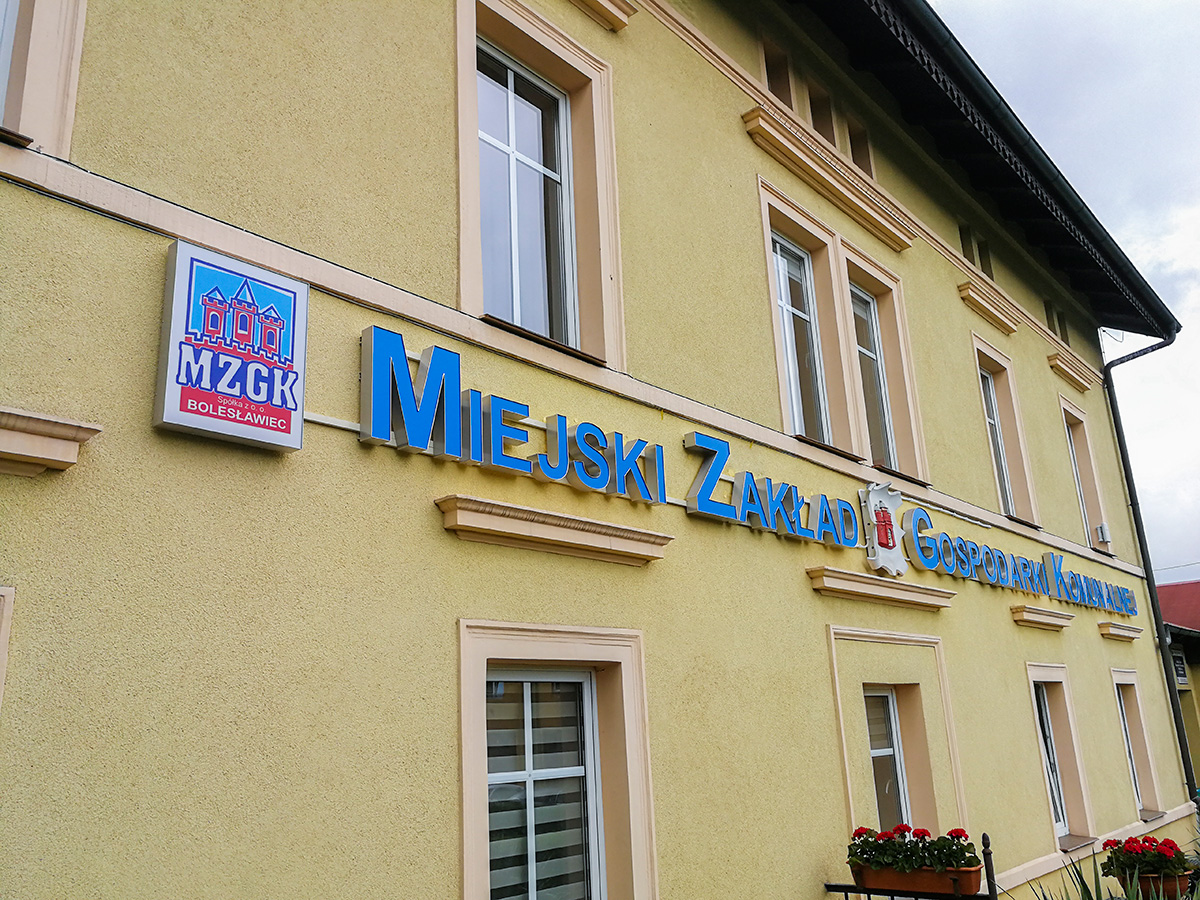 MZGK
Spółka z o. o.
BOLESŁAWIEC
MIEJSKI ZAKŁAD GOSPODARKI KOMUNALNEJ